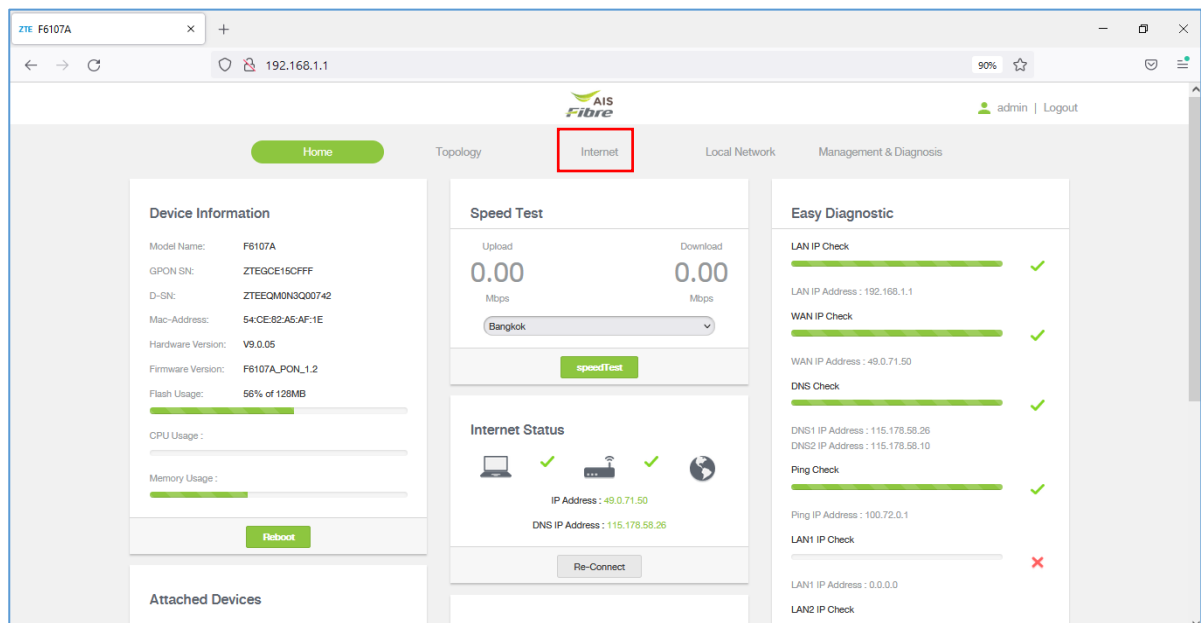 ZTE F6107A
192.168.1.1
90%
AIS
Fibre
admin | Logout
Home
Topology
Internet
Local Network
Management & Diagnosis
Device Information
Model Name: F6107A
GPON SN: ZTEGCE15CFFF
D-SN: ZTEEQM0N3Q00742
Mac-Address: 54:CE:82:A5:AF:1E
Hardware Version: V9.0.05
Firmware Version: F6107A_PON_1.2
Flash Usage: 56% of 128MB
CPU Usage :
Memory Usage :
Reboot
Attached Devices
Speed Test
Upload Download
0.00 0.00
Mbps Mbps
Bangkok
speedTest
Internet Status
IP Address : 49.0.71.50
DNS IP Address : 115.178.58.26
Re-Connect
Easy Diagnostic
LAN IP Check
LAN IP Address : 192.168.1.1
WAN IP Check
WAN IP Address : 49.0.71.50
DNS Check
DNS1 IP Address : 115.178.58.26
DNS2 IP Address : 115.178.58.10
Ping Check
Ping IP Address : 100.72.0.1
LAN1 IP Check
LAN1 IP Address : 0.0.0.0
LAN2 IP Check